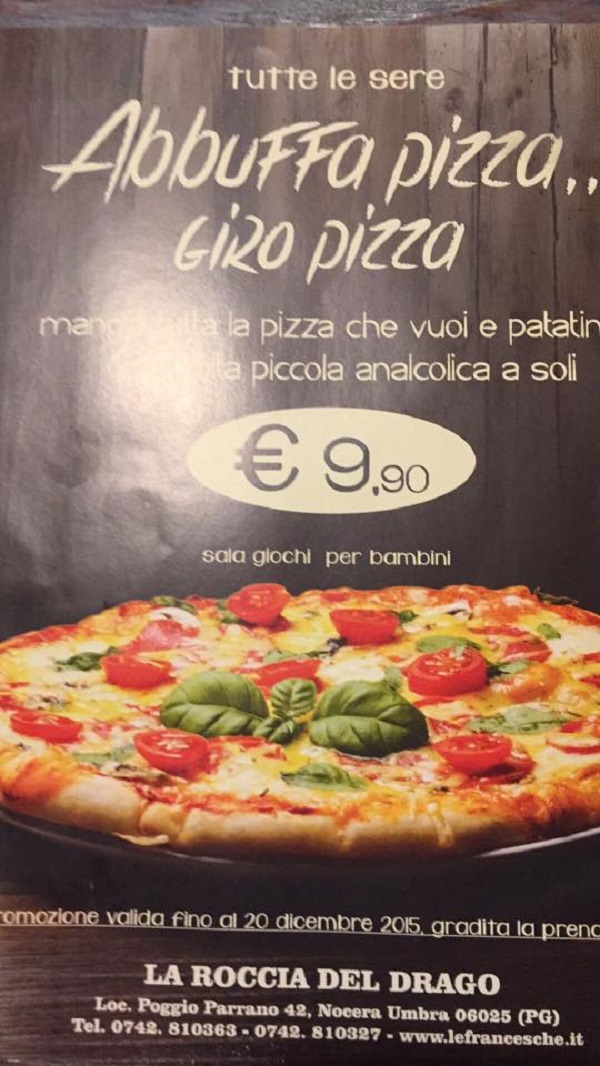 tutte le sere
Abbuffa pizza..
Giro pizza
la pizza che vuoi e patatin
piccola analcolica a soli
€ 9,90
sala giochi per bambini
romozione valida fino al 20 dicembre 2015, gradita la preno
LA ROCCIA DEL DRAGO
Loc. Poggio Parrano 42, Nocera Umbra 06025 (PG)
Tel. 0742. 810363 - 0742. 810327 - www.lefrancesche.it